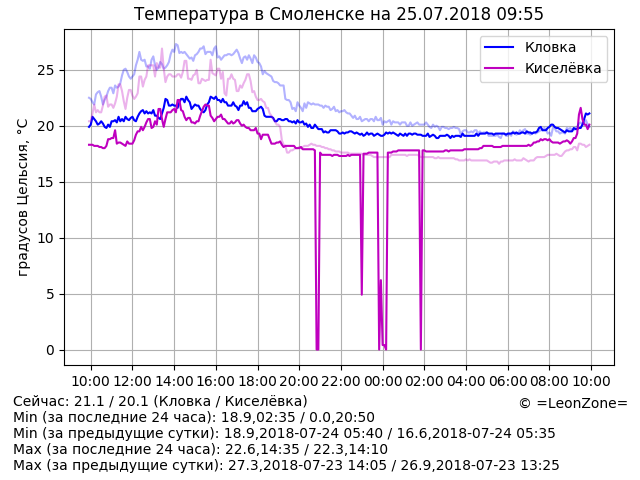 Температура в Смоленске на 25.07.2018 09:55
Кловка
Киселёвка
градусов Цельсия, °C
25
20
15
10
5
0
10:00 12:00 14:00 16:00 18:00 20:00 22:00 00:00 02:00 04:00 06:00 08:00 10:00
Сейчас: 21.1 / 20.1 (Кловка / Киселёвка)
© =LeonZone=
Min (за последние 24 часа): 18.9,02:35 / 0.0,20:50
Min (за предыдущие сутки): 18.9,2018-07-24 05:40 / 16.6,2018-07-24 05:35
Max (за последние 24 часа): 22.6,14:35 / 22.3,14:10
Max (за предыдущие сутки): 27.3,2018-07-23 14:05 / 26.9,2018-07-23 13:25